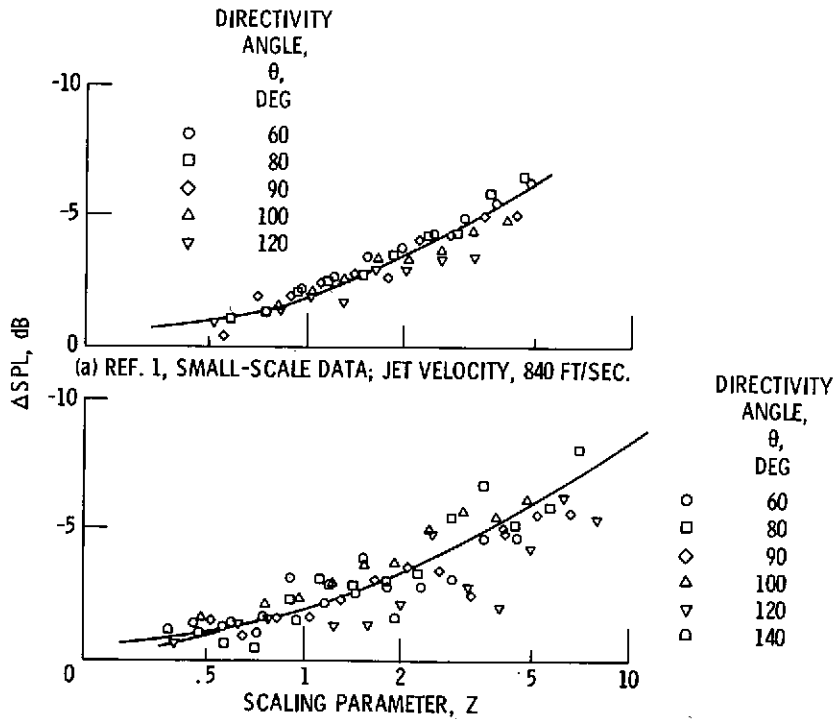 DIRECTIVITY
ANGLE,
θ,
DEG
60
80
90
100
120
-10
-5
0
ΔSPL, dB
(a) REF. 1, SMALL-SCALE DATA; JET VELOCITY, 840 FT/SEC.
DIRECTIVITY
ANGLE,
θ,
DEG
60
80
90
100
120
140
-10
-5
0
.5 1 2 5 10
SCALING PARAMETER, Z